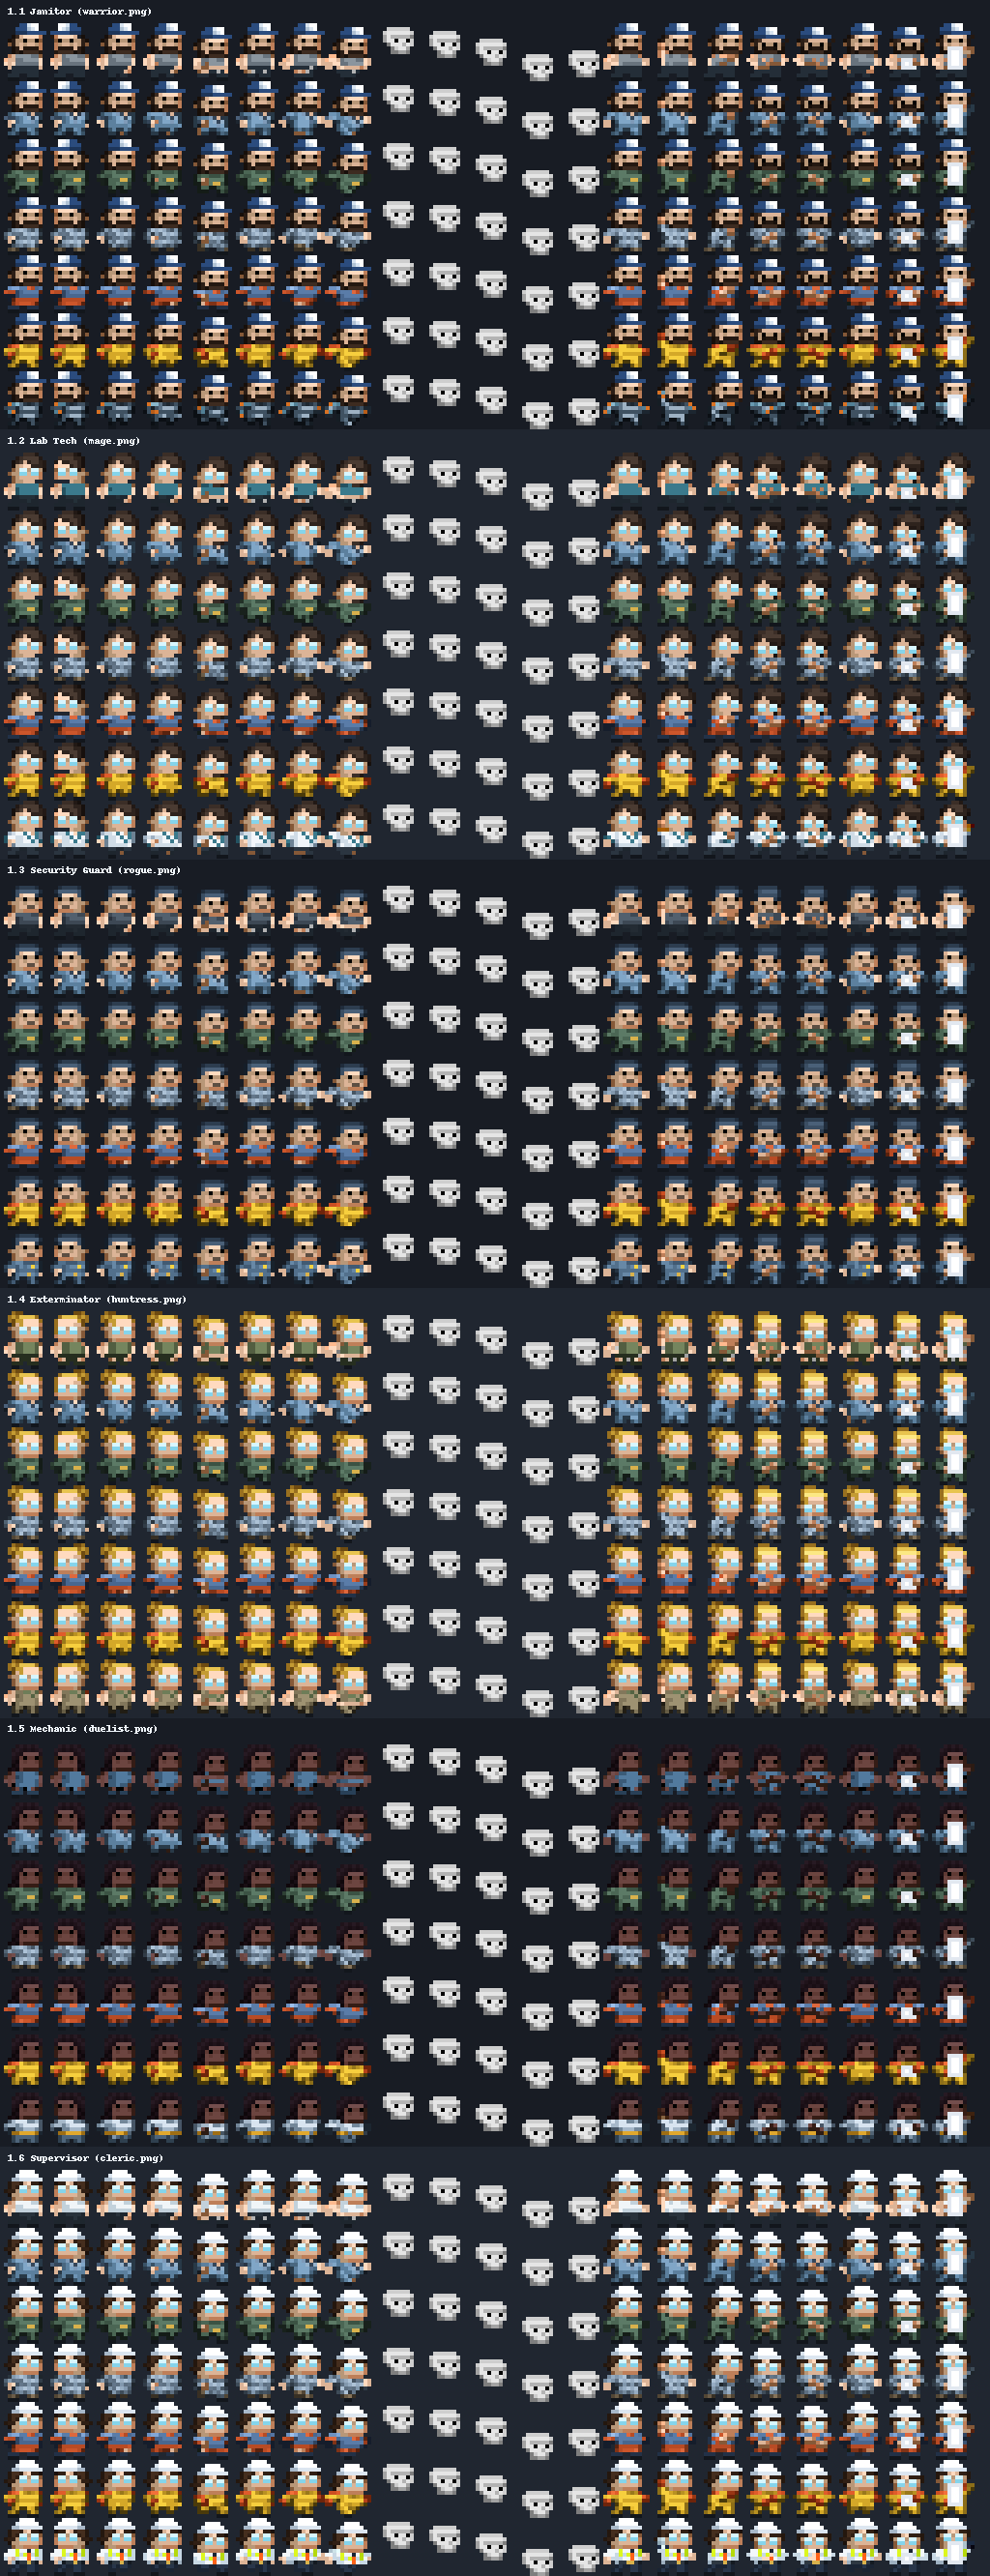 1.1 Janitor (warrior.png)
1.2 Lab Tech (mage.png)
1.3 Security Guard (rogue.png)
1.4 Exterminator (huntress.png)
1.5 Mechanic (duelist.png)
1.6 Supervisor (cleric.png)